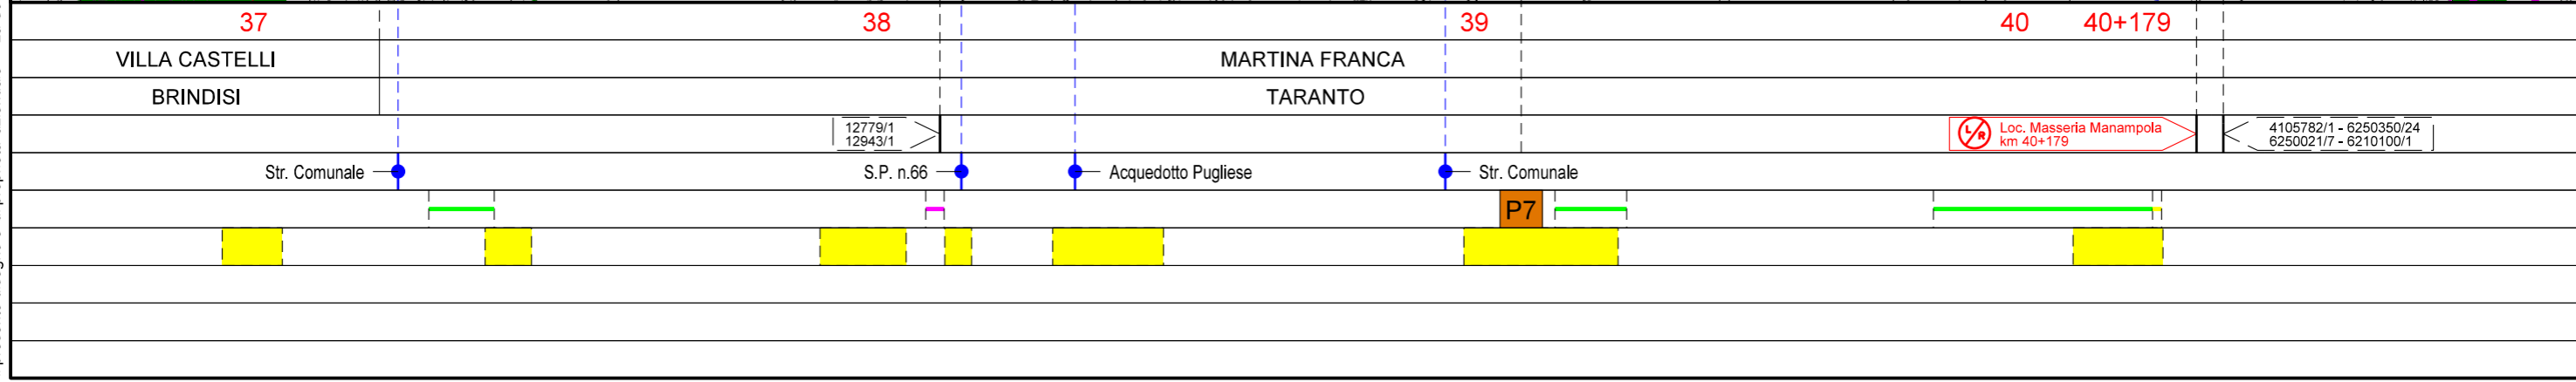 37 38 39 40 40+179
VILLA CASTELLI MARTINA FRANCA
BRINDISI TARANTO
12779/1
12943/1
L/R Loc. Masseria Manampola
km 40+179
4105782/1 - 6250350/24
6250021/7 - 6210100/1
Str. Comunale S.P. n.66 Acquedotto Pugliese Str. Comunale
P7